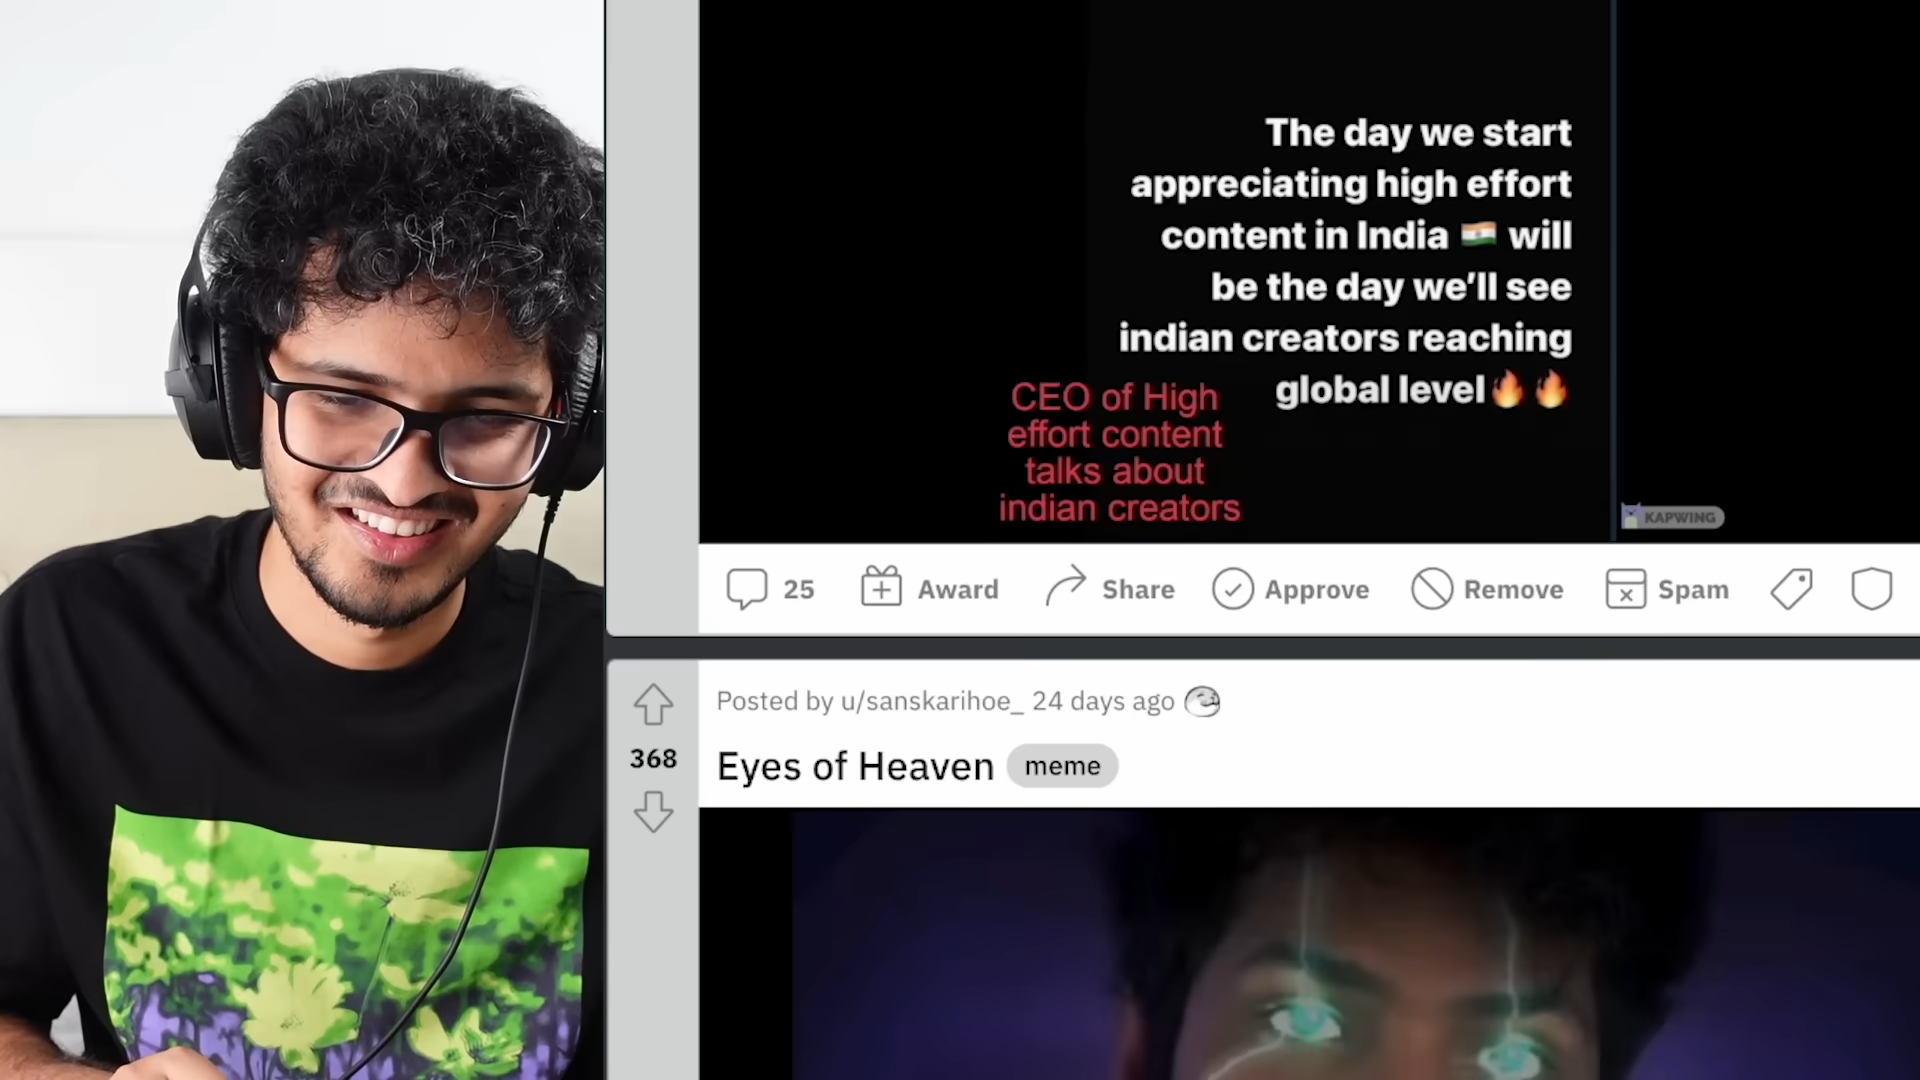 The day we start
appreciating high effort
content in India 🇮🇳 will
be the day we’ll see
indian creators reaching
global level🔥🔥
CEO of High
effort content
talks about
indian creators
KAPWING
25 Award Share Approve Remove Spam
Posted by u/sanskarihoe_ 24 days ago
368
Eyes of Heaven meme